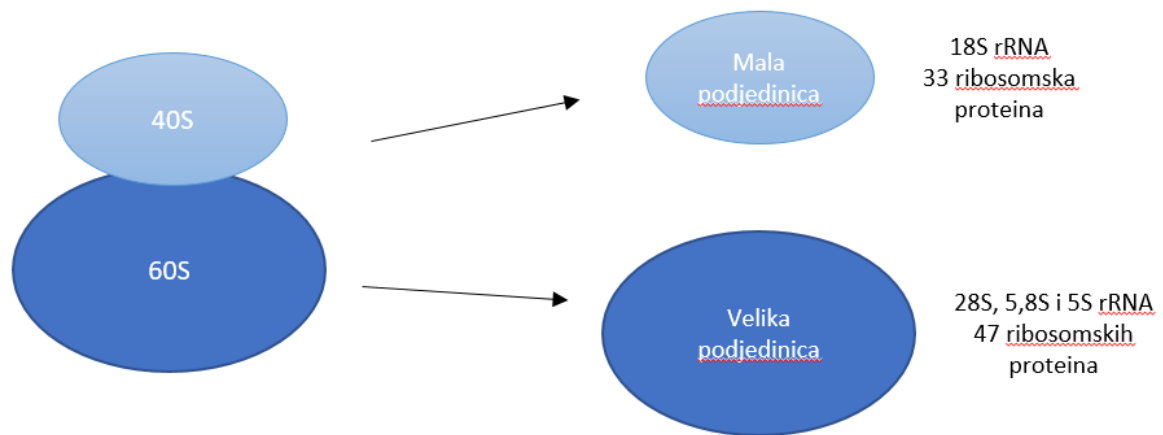 40S
60S
Mala
podjedinica
18S rRNA
33 ribosomska
proteina
Velika
podjedinica
28S, 5,8S i 5S rRNA
47 ribosomskih
proteina